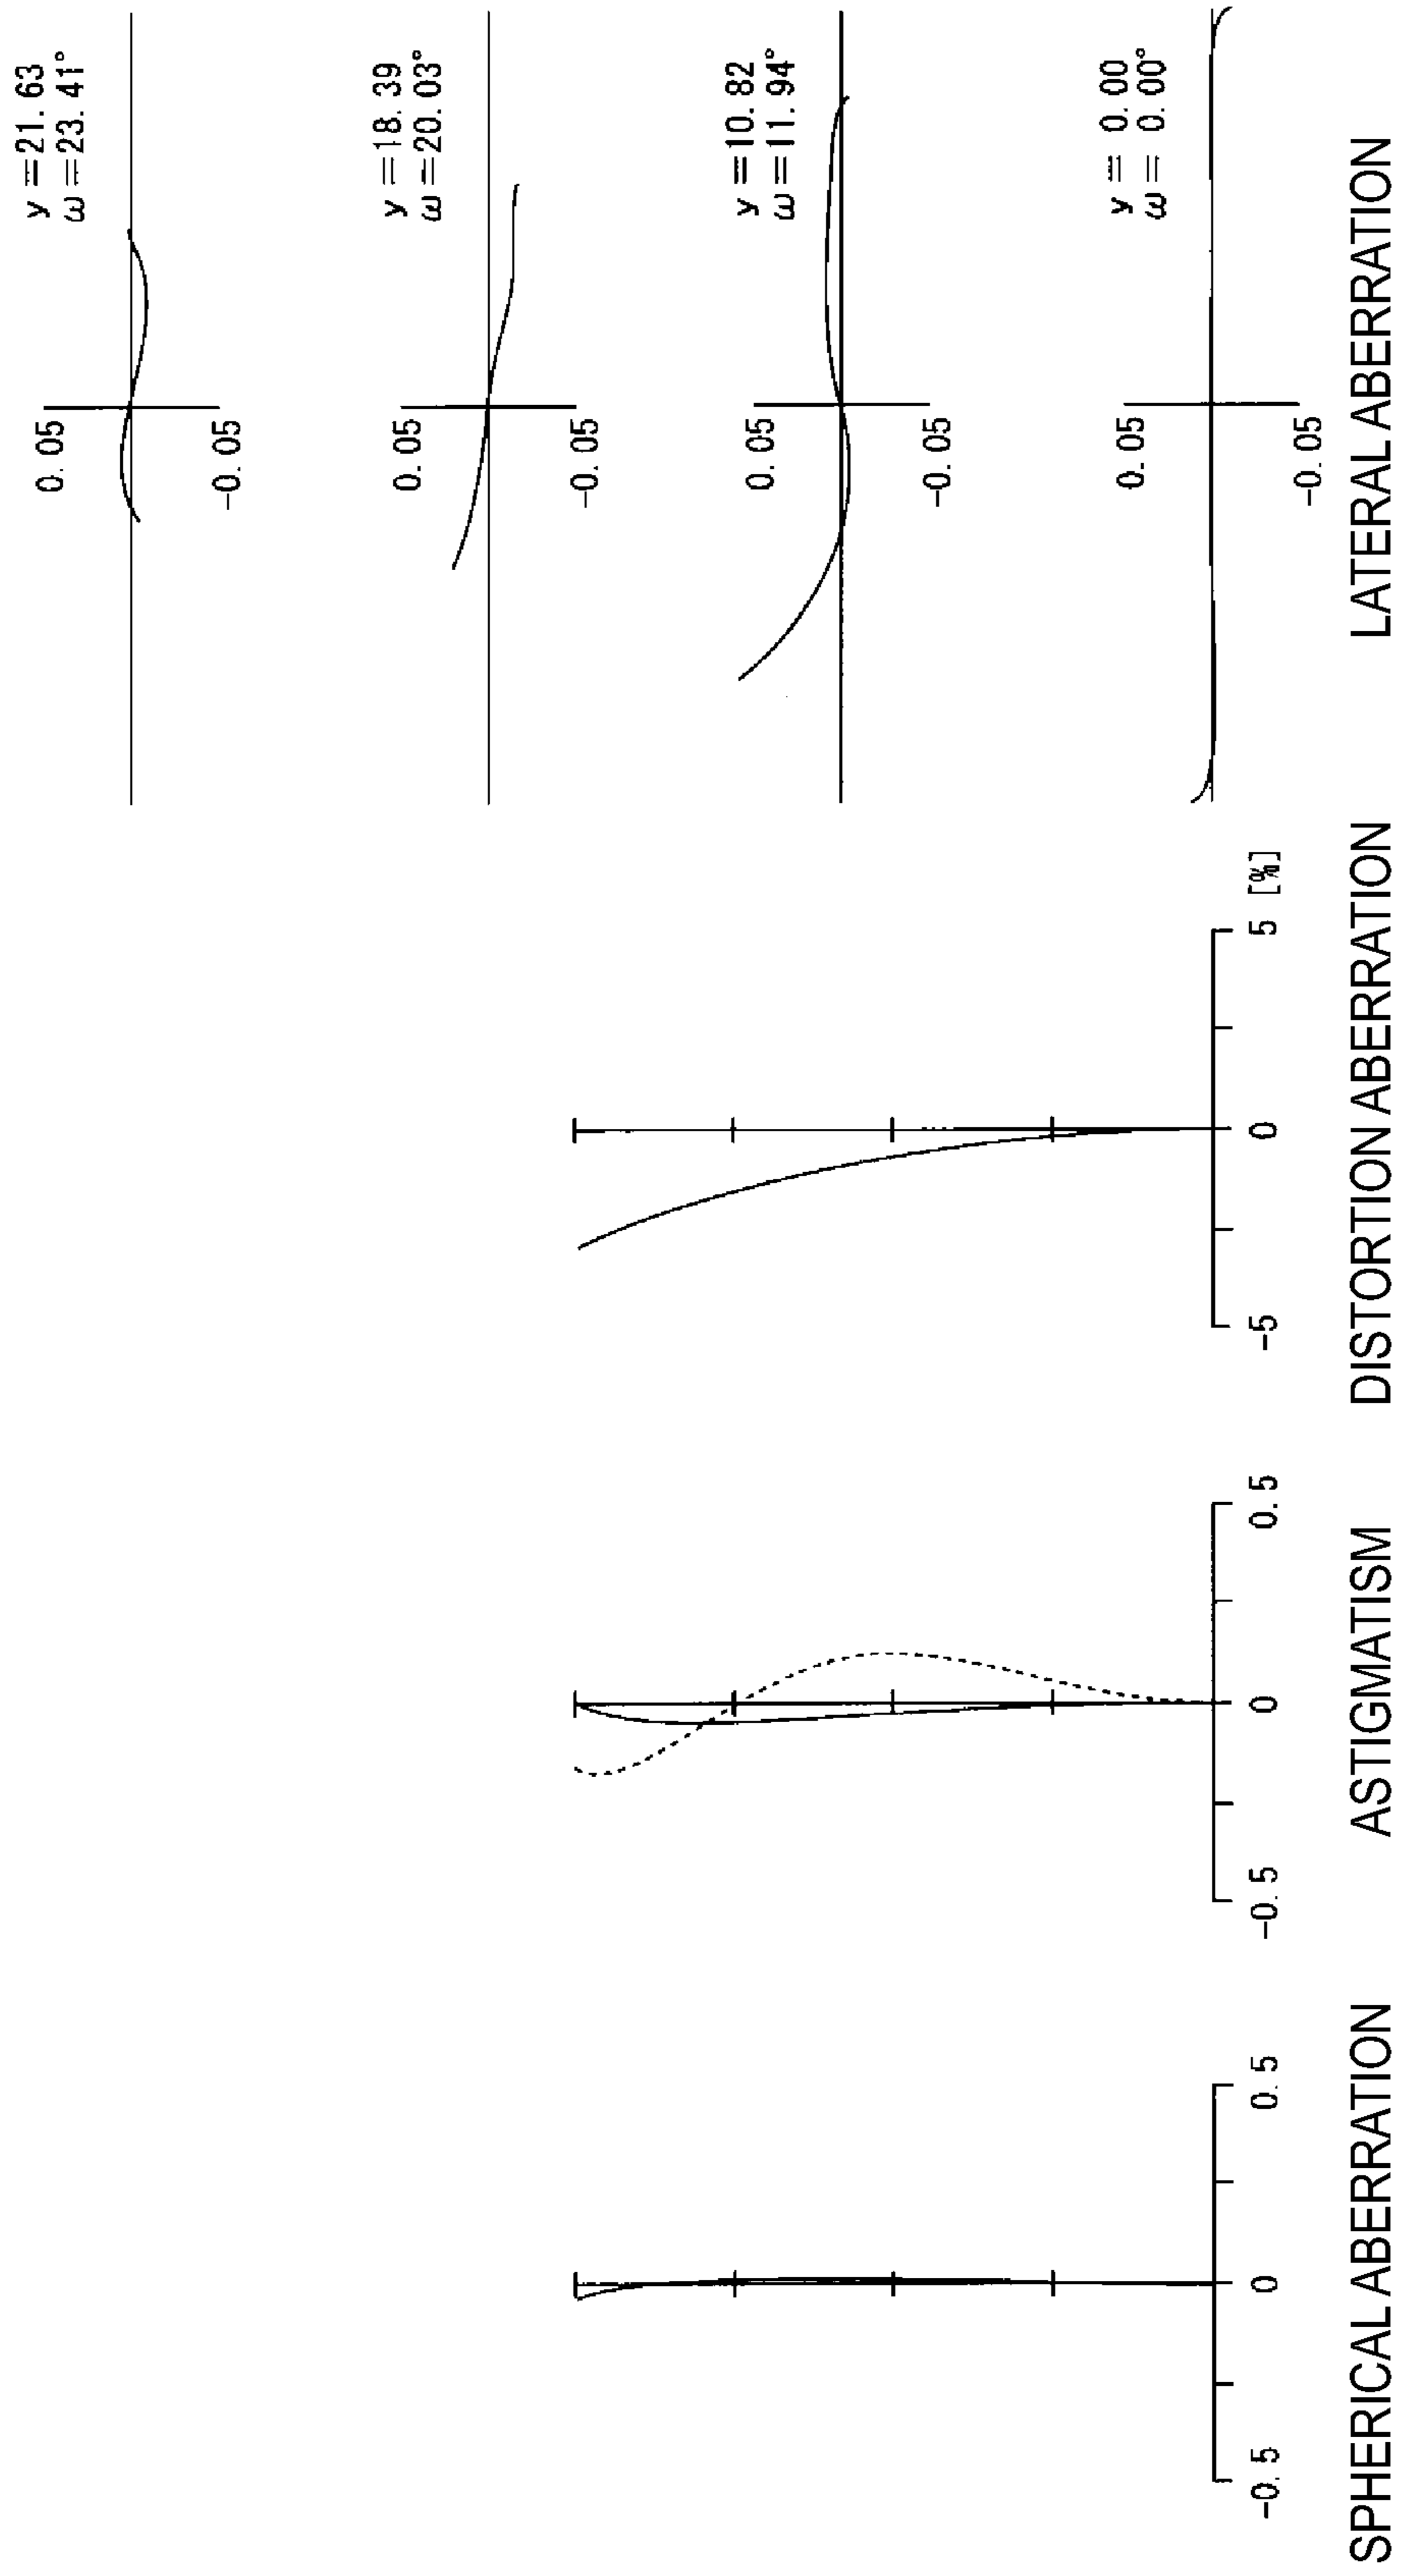 SPHERICAL ABERRATION
-0.5
0
0.5
ASTIGMATISM
-0.5
0
0.5
DISTORTION ABERRATION
-5
0
5 [%]
LATERAL ABERRATION
y=21.63
ω=23.41°
0.05
-0.05
y=18.39
ω=20.03°
0.05
-0.05
y=10.82
ω=11.94°
0.05
-0.05
y= 0.00
ω= 0.00°
0.05
-0.05